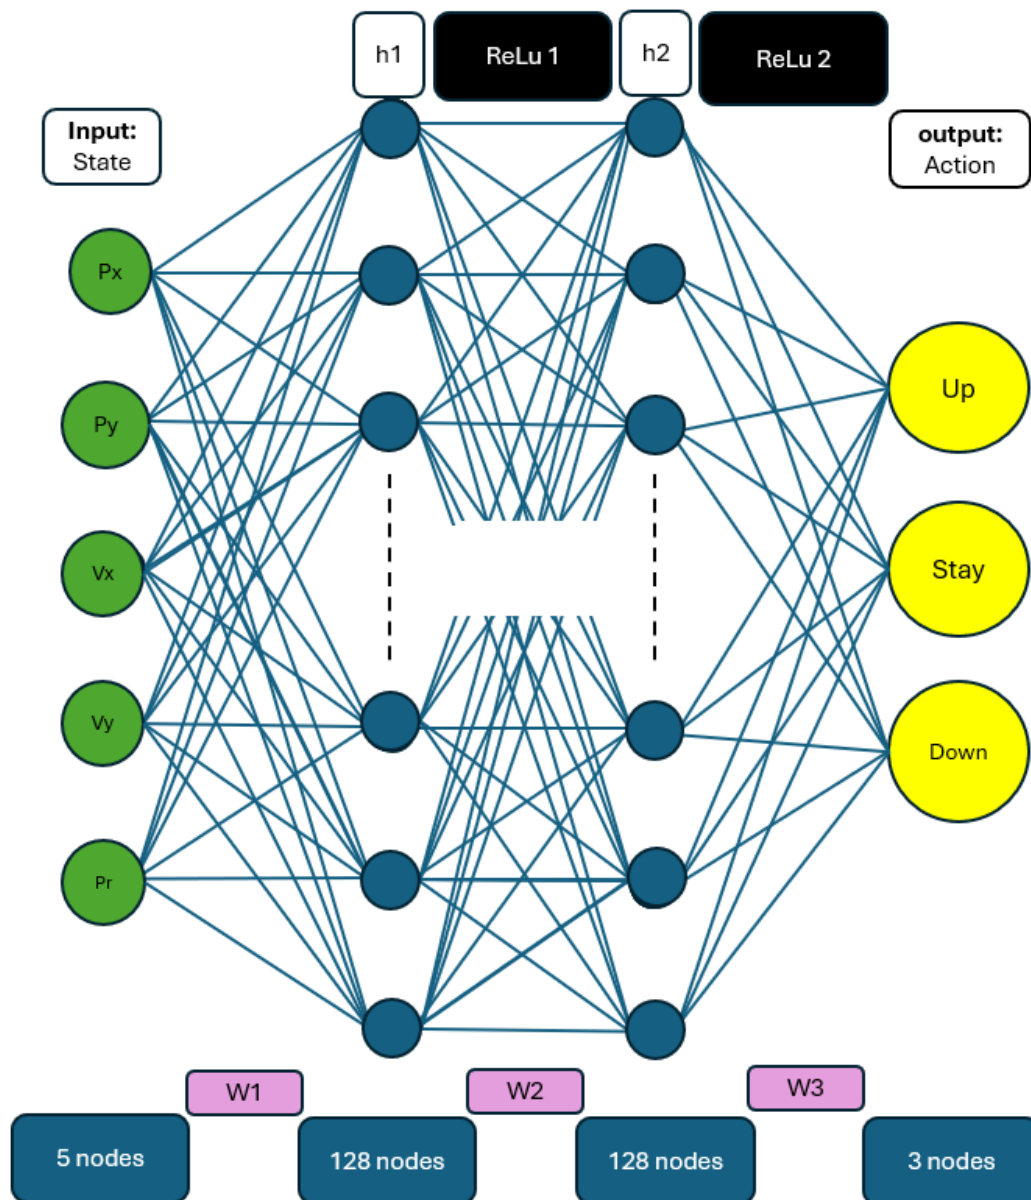 h1
ReLu 1
h2
ReLu 2
Input:
State
output:
Action
Px
Py
Vx
Vy
Pr
Up
Stay
Down
W1
W2
W3
5 nodes
128 nodes
128 nodes
3 nodes